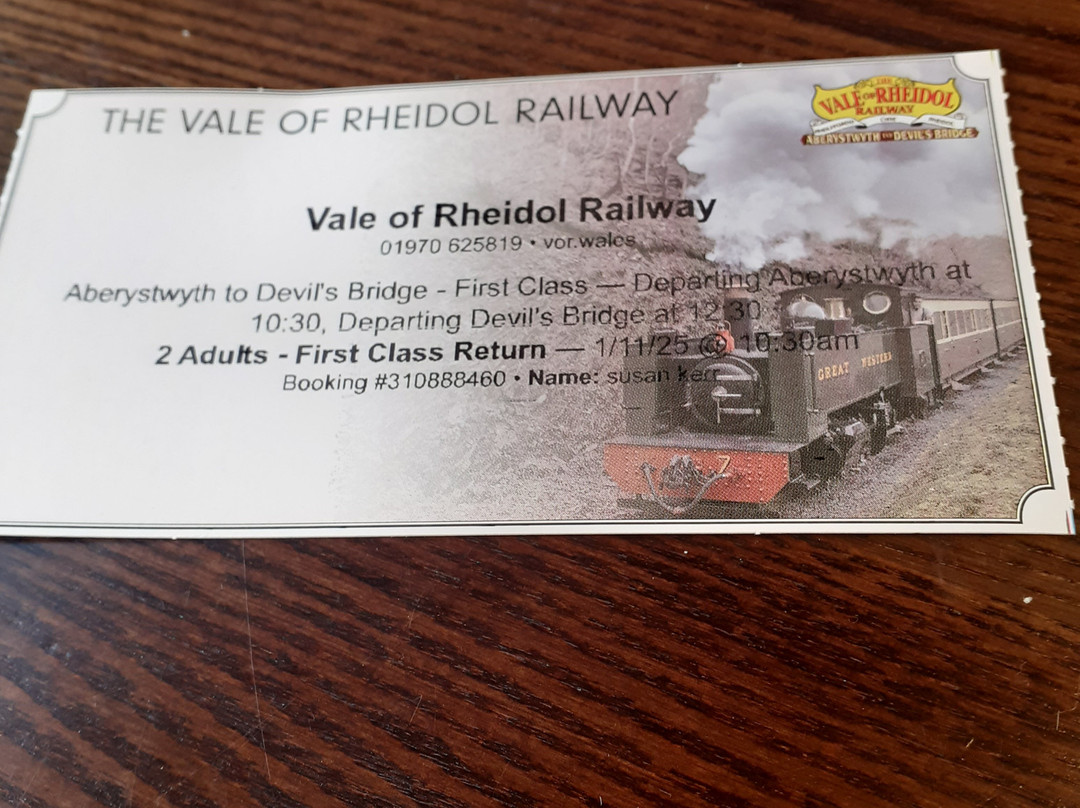 THE VALE OF RHEIDOL RAILWAY
THE
VALE OF RHEIDOL
RAILWAY
ABERYSTWYTH TO DEVIL'S BRIDGE
Vale of Rheidol Railway
01970 625819 • vor.wales
Aberystwyth to Devil's Bridge - First Class — Departing Aberystwyth at
10:30, Departing Devil's Bridge at 12:30
2 Adults - First Class Return — 1/11/25 @ 10:30am
Booking #310888460 • Name: susan kerr
GREAT WESTERN
7